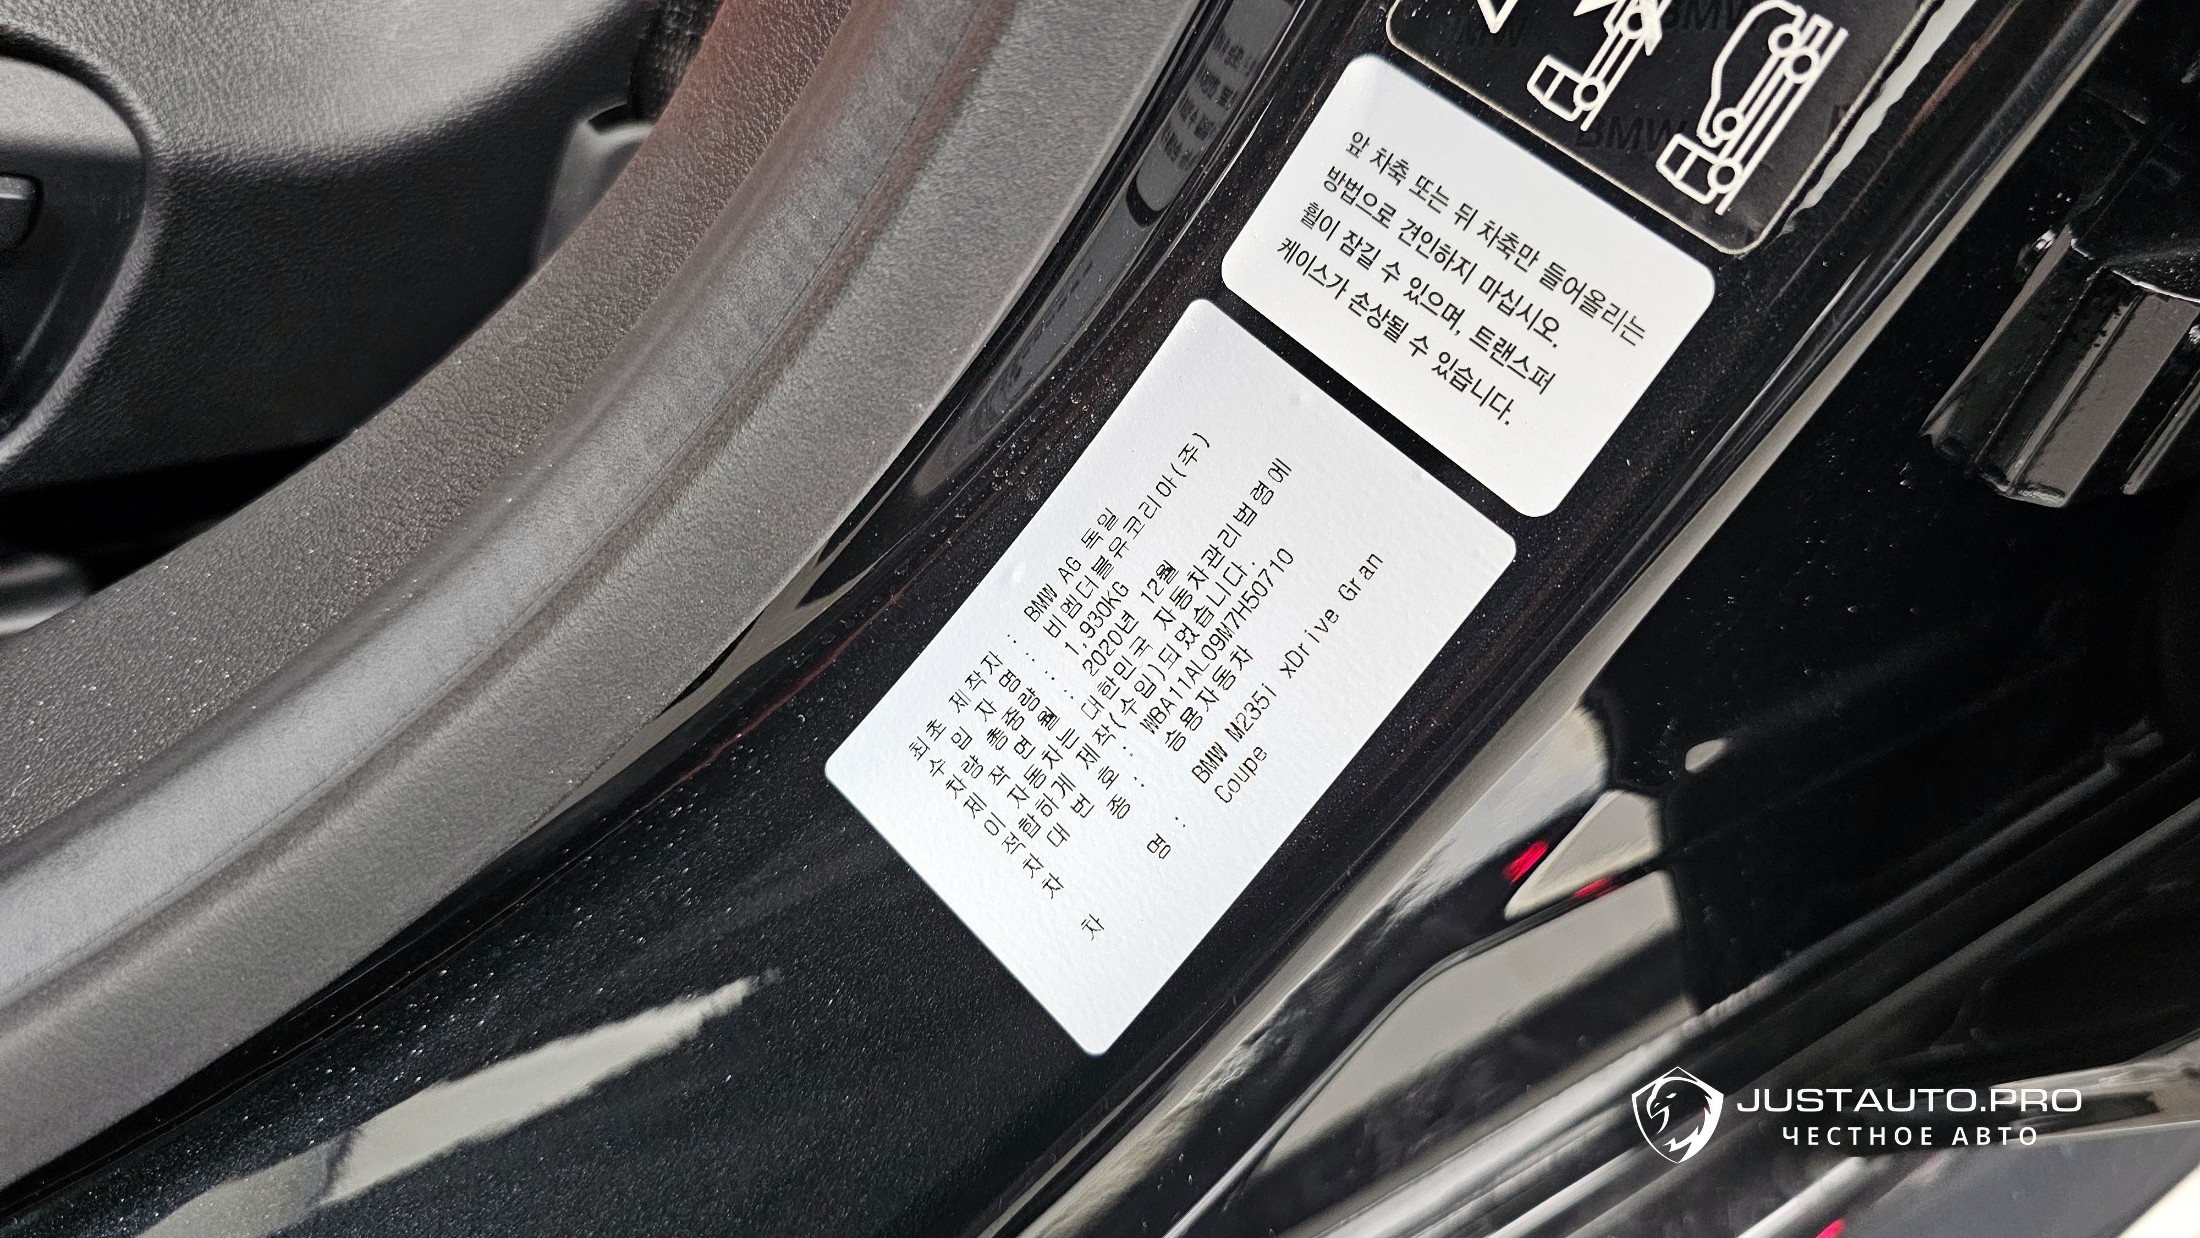 앞 차축 또는 뒤 차축만 들어올리는
방법으로 견인하지 마십시오.
휠이 잠길 수 있으며, 트랜스퍼
케이스가 손상될 수 있습니다.
최초 제작자 : BMW AG 독일
수 입 자 명 : 비엠더블유코리아(주)
차량 총중량 : 1,930KG
제 작 연 월 : 2020년 12월
이 자동차는 대한민국 자동차관리법령에
적합하게 제작(수입)되었습니다.
차 대 번 호 : WBA11AL09M7H50710
차 종 : 승용자동차
차 명 : BMW M235i xDrive Gran
Coupe
JUSTAUTO.PRO
ЧЕСТНОЕ АВТО